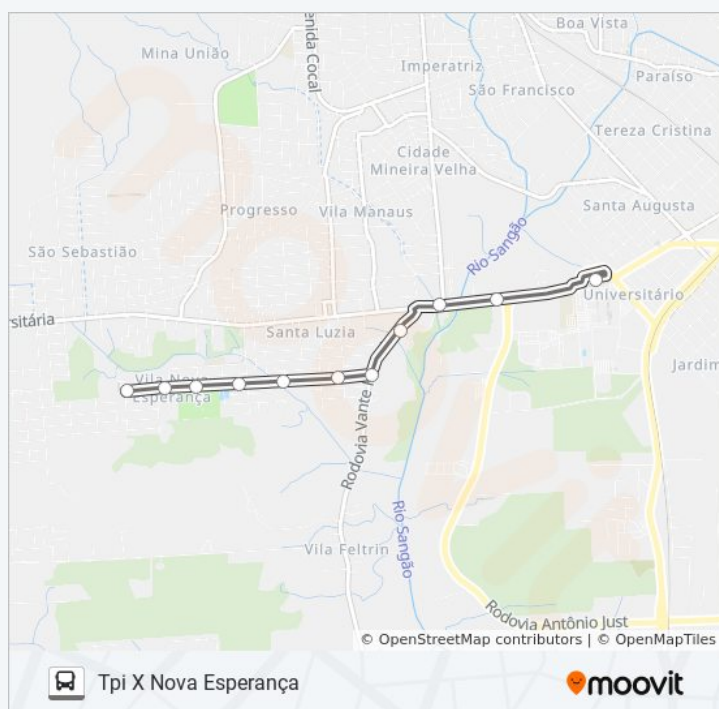 Boa Vista
Mina União
enida Cocal
Imperatriz
São Francisco
Paraíso
Tereza Cristina
Cidade
Mineira Velha
Santa Augusta
Progresso
Vila Manaus
São Sebastião
Rio Sangão
Universitário
rsitária
Santa Luzia
Jardim
Vila Nova
Esperança
Rodovia Vante
Rio Sangão
Vila Feltrin
Rodovia Antônio Just
© OpenStreetMap contributors | © OpenMapTiles
Tpi X Nova Esperança
moovit